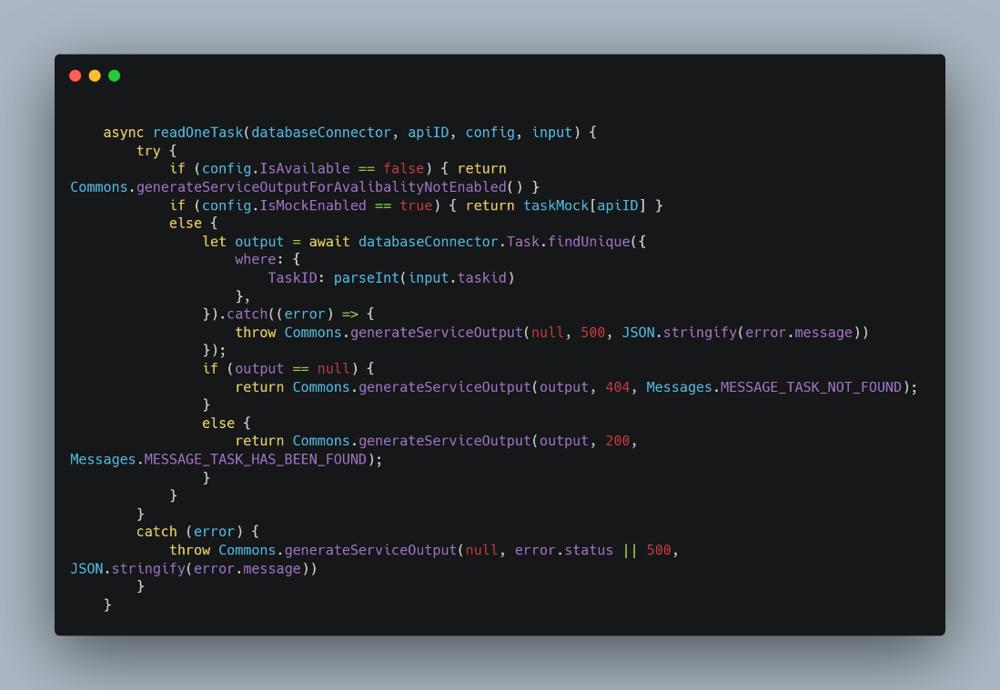 async readOneTask(databaseConnector, apiID, config, input) {
        try {
            if (config.IsAvailable == false) { return
Commons.generateServiceOutputForAvalibalityNotEnabled() }
            if (config.IsMockEnabled == true) { return taskMock[apiID] }
            else {
                let output = await databaseConnector.Task.findUnique({
                    where: {
                        TaskID: parseInt(input.taskid)
                    },
                }).catch((error) => {
                    throw Commons.generateServiceOutput(null, 500, JSON.stringify(error.message))
                });
                if (output == null) {
                    return Commons.generateServiceOutput(output, 404, Messages.MESSAGE_TASK_NOT_FOUND);
                }
                else {
                    return Commons.generateServiceOutput(output, 200,
Messages.MESSAGE_TASK_HAS_BEEN_FOUND);
                }
            }
        }
        catch (error) {
            throw Commons.generateServiceOutput(null, error.status || 500,
JSON.stringify(error.message))
        }
    }